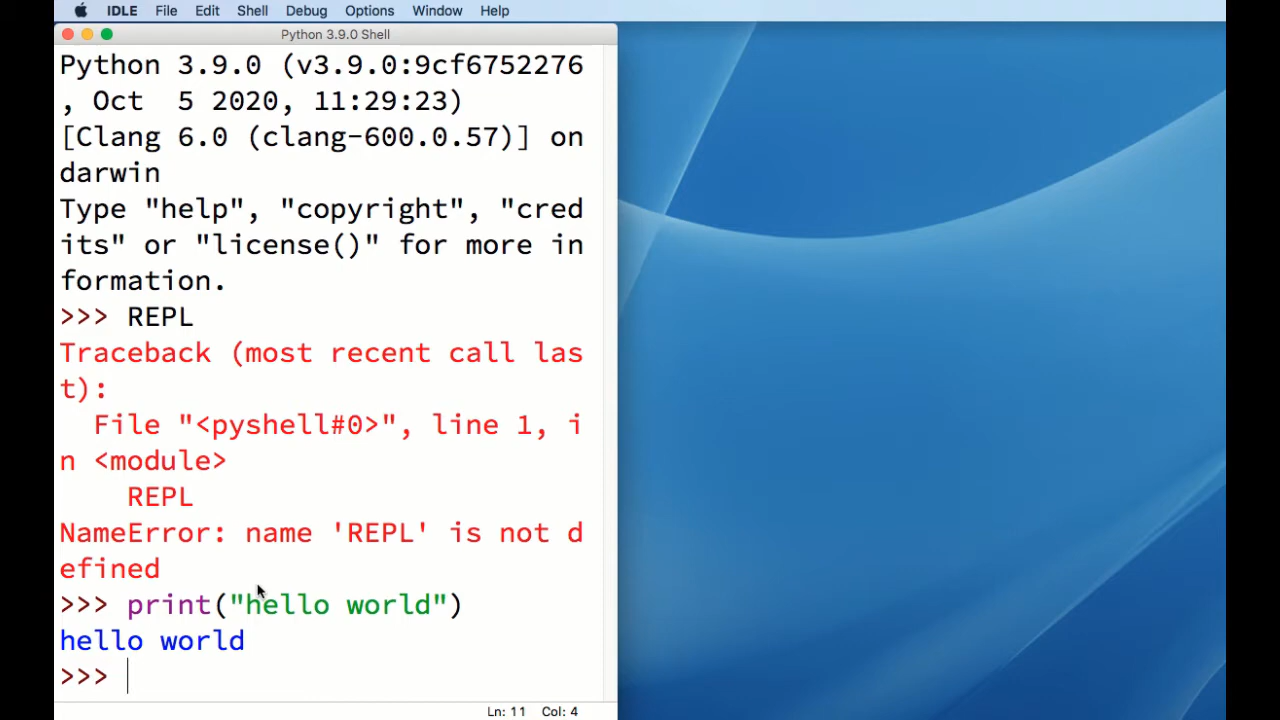 IDLE File Edit Shell Debug Options Window Help
Python 3.9.0 Shell
Python 3.9.0 (v3.9.0:9cf6752276
, Oct  5 2020, 11:29:23)
[Clang 6.0 (clang-600.0.57)] on
darwin
Type "help", "copyright", "cred
its" or "license()" for more in
formation.
>>> REPL
Traceback (most recent call las
t):
  File "<pyshell#0>", line 1, i
n <module>
    REPL
NameError: name 'REPL' is not d
efined
>>> print("hello world")
hello world
>>>
Ln: 11 Col: 4